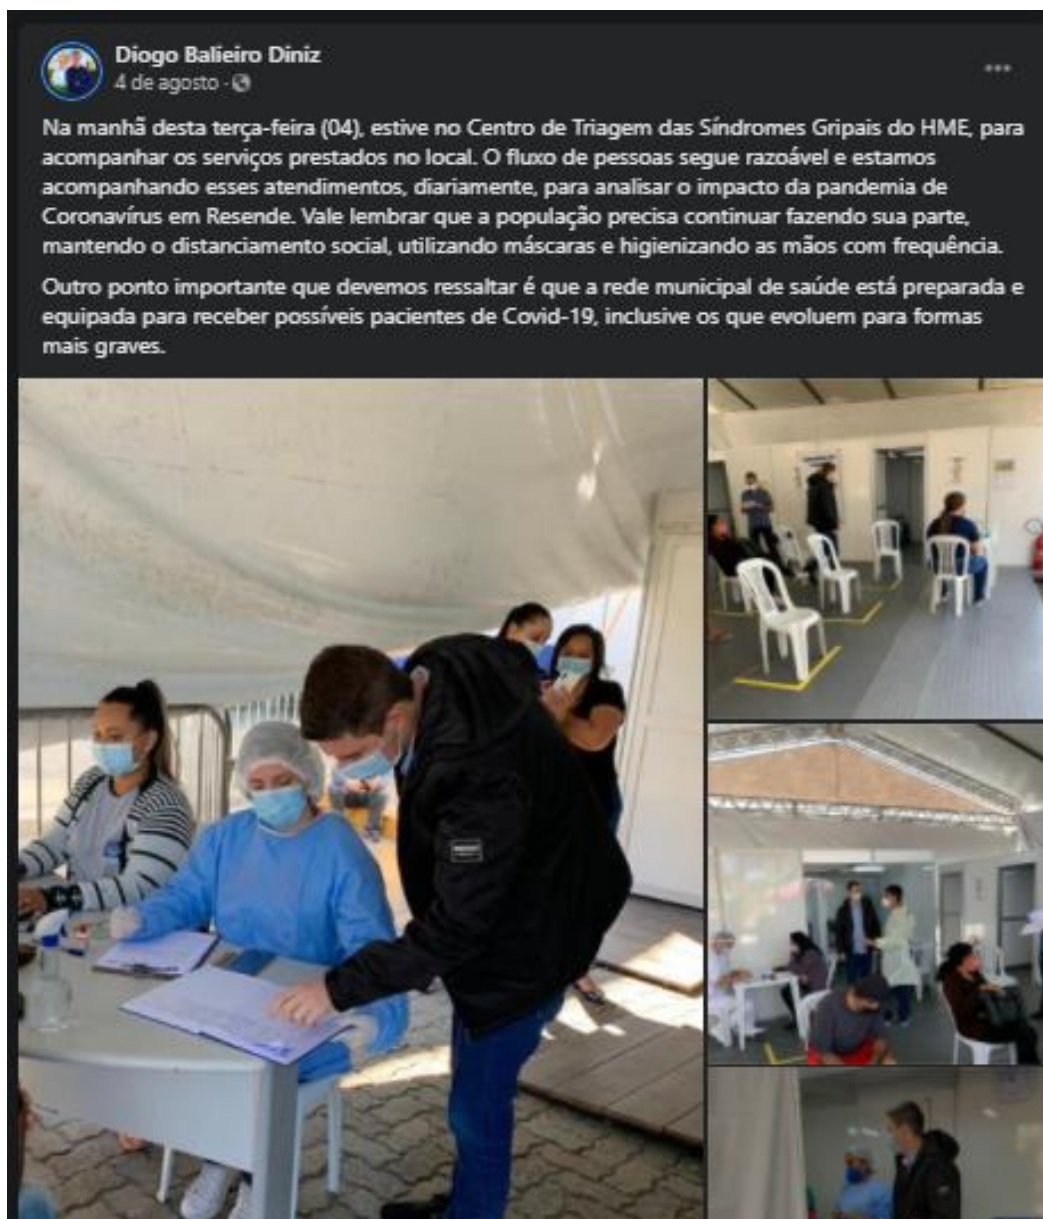 Diogo Balieiro Diniz
4 de agosto ·
Na manhã desta terça-feira (04), estive no Centro de Triagem das Síndromes Gripais do HME, para
acompanhar os serviços prestados no local. O fluxo de pessoas segue razoável e estamos
acompanhando esses atendimentos, diariamente, para analisar o impacto da pandemia de
Coronavírus em Resende. Vale lembrar que a população precisa continuar fazendo sua parte,
mantendo o distanciamento social, utilizando máscaras e higienizando as mãos com frequência.
Outro ponto importante que devemos ressaltar é que a rede municipal de saúde está preparada e
equipada para receber possíveis pacientes de Covid-19, inclusive os que evoluem para formas
mais graves.